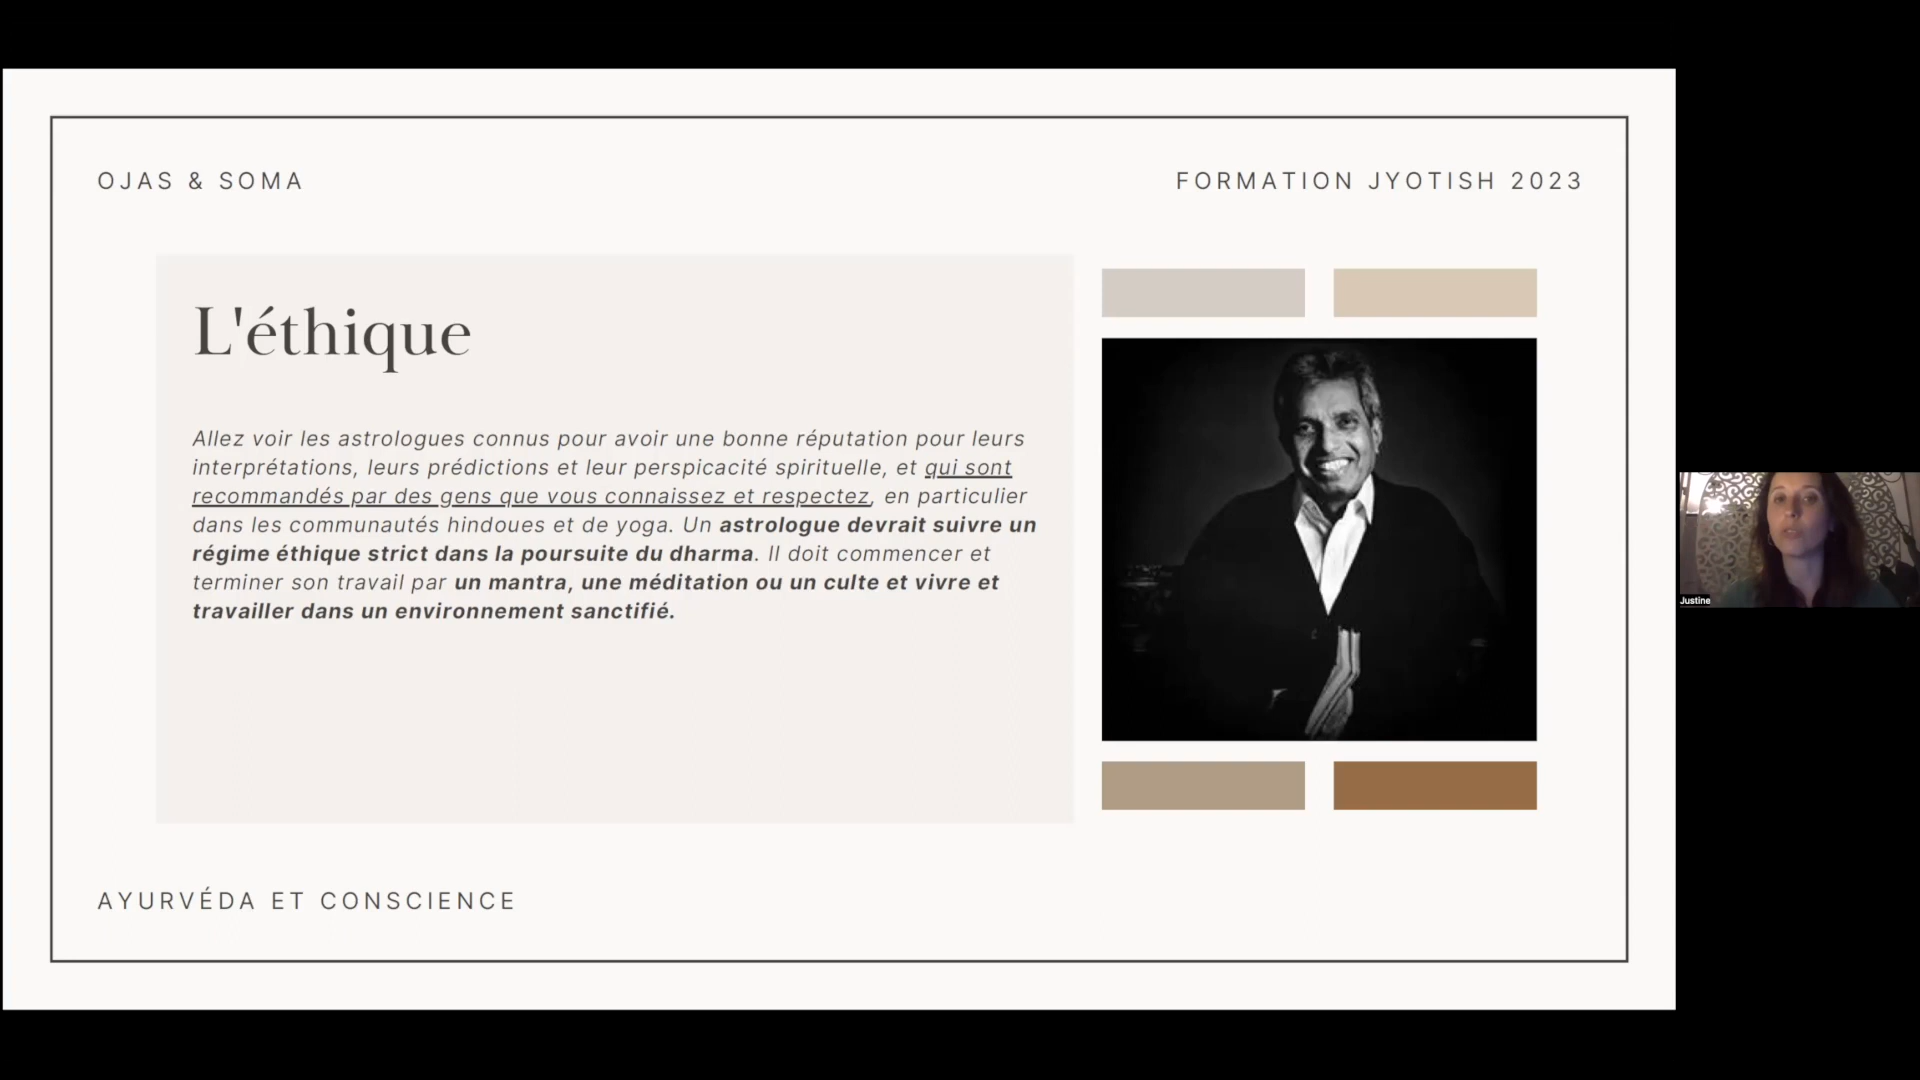 OJAS & SOMA
FORMATION JYOTISH 2023
L'éthique
Allez voir les astrologues connus pour avoir une bonne réputation pour leurs
interprétations, leurs prédictions et leur perspicacité spirituelle, et qui sont
recommandés par des gens que vous connaissez et respectez, en particulier
dans les communautés hindoues et de yoga. Un astrologue devrait suivre un
régime éthique strict dans la poursuite du dharma. Il doit commencer et
terminer son travail par un mantra, une méditation ou un culte et vivre et
travailler dans un environnement sanctifié.
AYURVÉDA ET CONSCIENCE
Justine